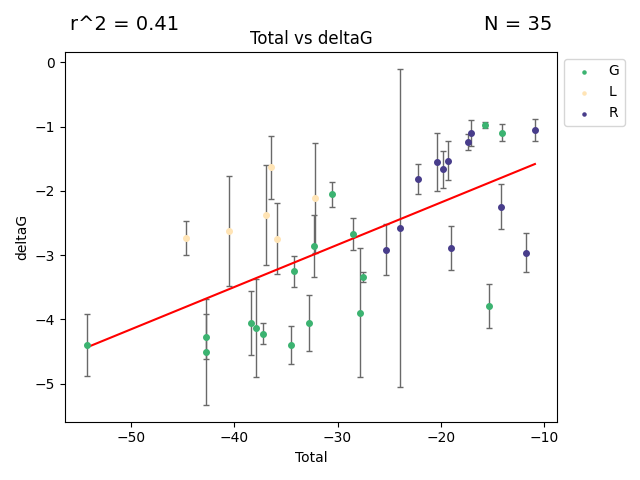 r^2 = 0.41
N = 35
Total vs deltaG
G
L
R
0
−1
−2
−3
−4
−5
deltaG
−50
−40
−30
−20
−10
Total